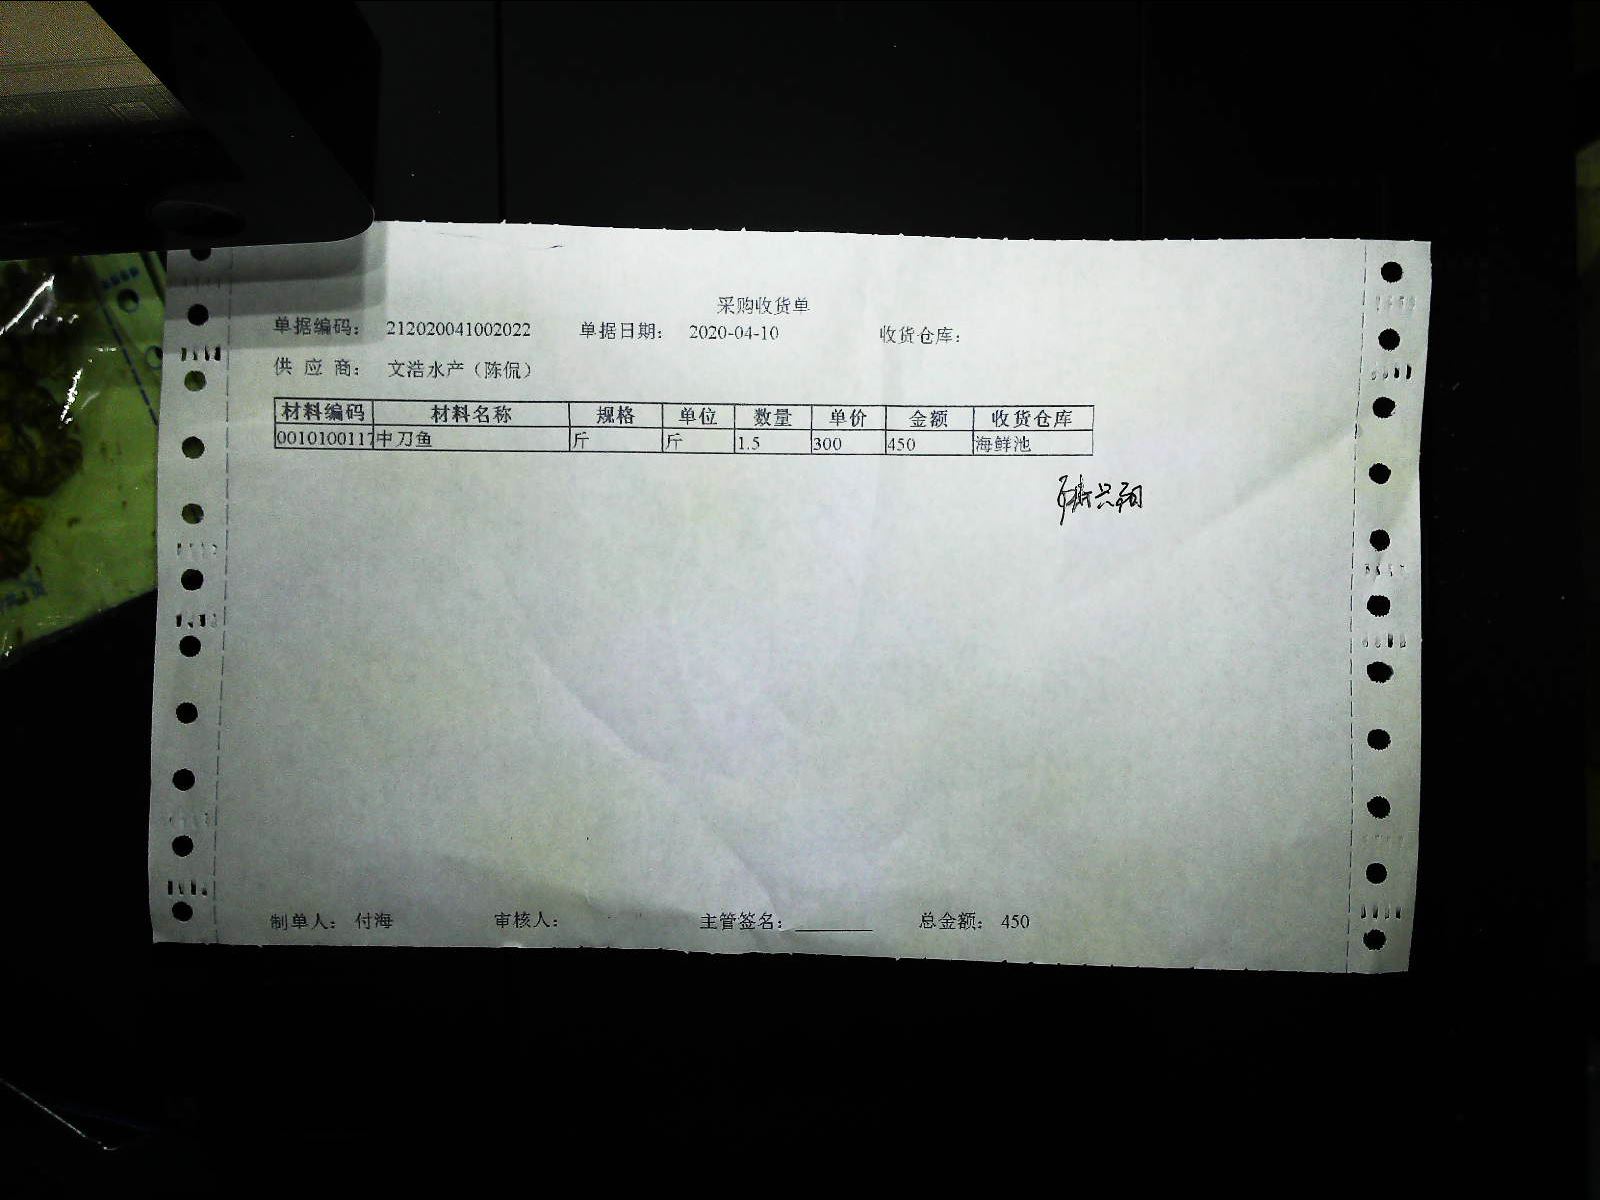 采购收货单
单据编码： 212020041002022 单据日期： 2020-04-10 收货仓库：
供 应 商： 文浩水产（陈侃）
材料编码 材料名称 规格 单位 数量 单价 金额 收货仓库
0010100117 中刀鱼 斤 斤 1.5 300 450 海鲜池
制单人： 付海 审核人： 主管签名： 总金额： 450